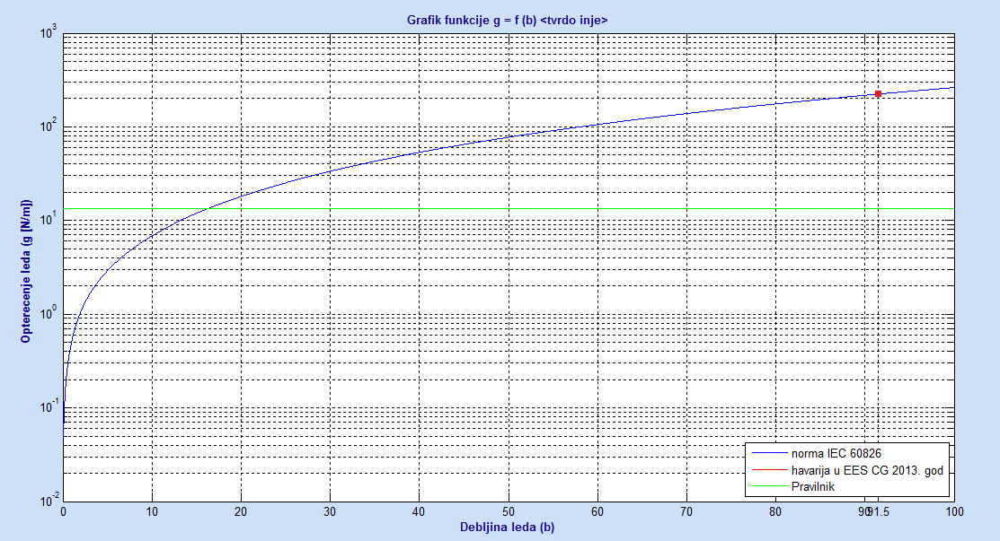 Grafik funkcije g = f (b) <tvrdo inje>
10^3
10^2
10^1
10^0
10^-1
10^-2
Opterecenje leda (g [N/m])
norma IEC 60826
havarija u EES CG 2013. god
Pravilnik
0 10 20 30 40 50 60 70 80 90 91.5 100
Debljina leda (b)